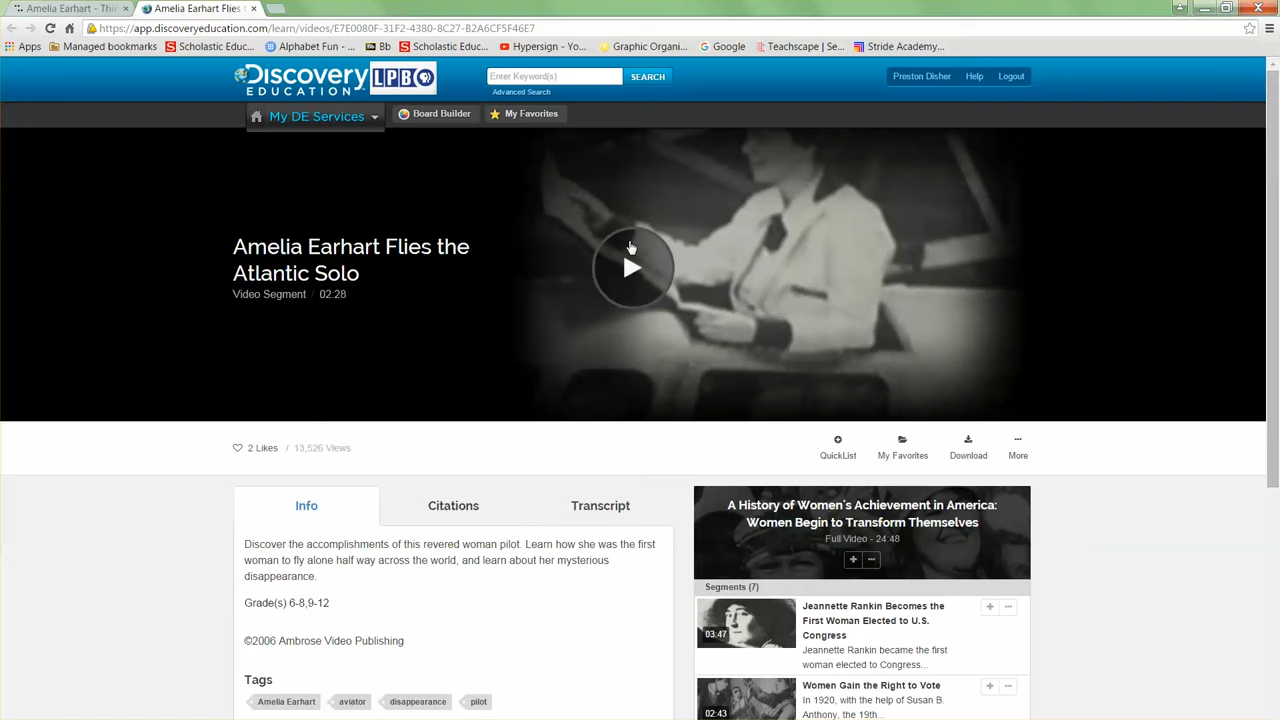 Amelia Earhart - Thi
Amelia Earhart Flies t
https://app.discoveryeducation.com/learn/videos/E7E0080F-31F2-4380-8C27-B2A6CF5F46E7
Apps
Managed bookmarks
Scholastic Educ...
Alphabet Fun - ...
Bb
Scholastic Educ...
Hypersign - Yo...
Graphic Organi...
Google
Teachscape | Se...
Stride Academy...
Discovery
EDUCATION
LPB
Enter Keyword(s)
SEARCH
Advanced Search
Preston Disher
Help
Logout
My DE Services
Board Builder
My Favorites
Amelia Earhart Flies the
Atlantic Solo
Video Segment / 02:28
2 Likes / 13,526 Views
QuickList
My Favorites
Download
More
Info
Citations
Transcript
Discover the accomplishments of this revered woman pilot. Learn how she was the first
woman to fly alone half way across the world, and learn about her mysterious
disappearance.
Grade(s) 6-8,9-12
©2006 Ambrose Video Publishing
Tags
Amelia Earhart
aviator
disappearance
pilot
A History of Women's Achievement in America:
Women Begin to Transform Themselves
Full Video - 24:48
Segments (7)
03:47
Jeannette Rankin Becomes the
First Woman Elected to U.S.
Congress
Jeannette Rankin became the first
woman elected to Congress...
02:43
Women Gain the Right to Vote
In 1920, with the help of Susan B.
Anthony, the 19th...